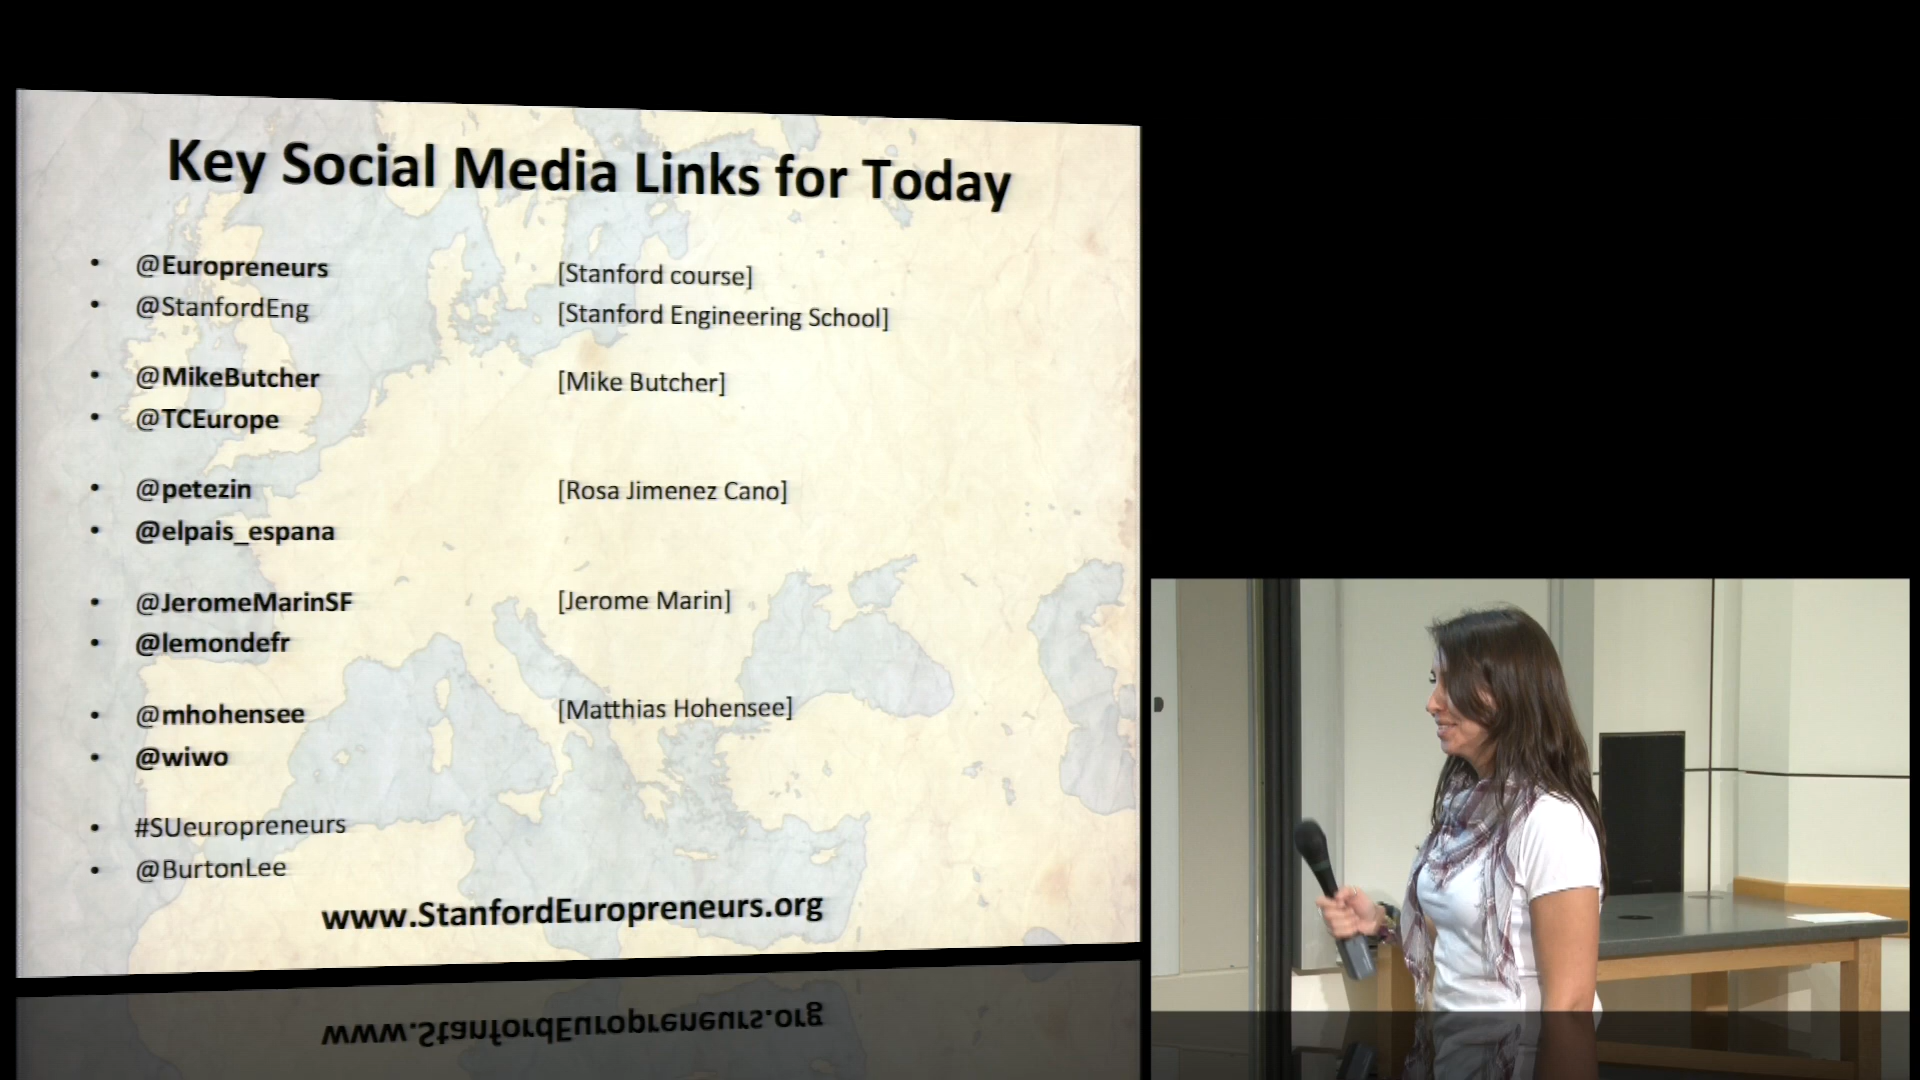 Key Social Media Links for Today
• @Europreneurs [Stanford course]
• @StanfordEng [Stanford Engineering School]
• @MikeButcher [Mike Butcher]
• @TCEurope
• @petezin [Rosa Jimenez Cano]
• @elpais_espana
• @JeromeMarinSF [Jerome Marin]
• @lemondefr
• @mhohensee [Matthias Hohensee]
• @wiwo
• #SUeuropreneurs
• @BurtonLee
www.StanfordEuropreneurs.org